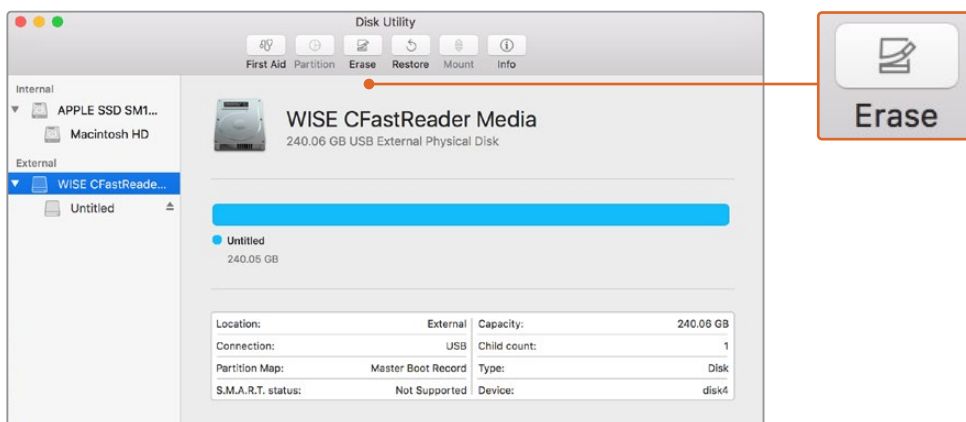 Disk Utility
First Aid Partition Erase Restore Mount Info
Erase
Internal
APPLE SSD SM1...
Macintosh HD
External
WISE CFastReade...
Untitled
WISE CFastReader Media
240.06 GB USB External Physical Disk
Untitled
240.05 GB
Location: External Capacity: 240.06 GB
Connection: USB Child count: 1
Partition Map: Master Boot Record Type: Disk
S.M.A.R.T. status: Not Supported Device: disk4